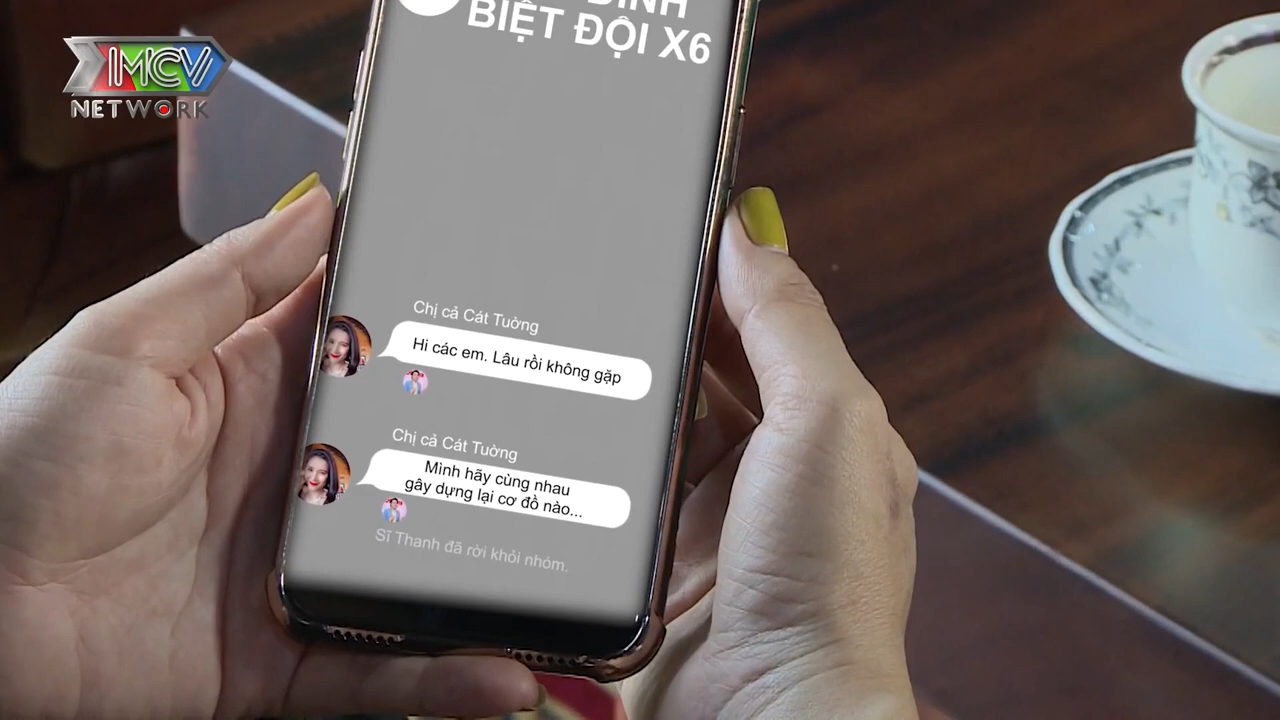 MCV
NETWORK
ĐÌNH
BIỆT ĐỘI X6
Chị cả Cát Tường
Hi các em. Lâu rồi không gặp
Chị cả Cát Tường
Mình hãy cùng nhau
gây dựng lại cơ đồ nào...
Sĩ Thanh đã rời khỏi nhóm.